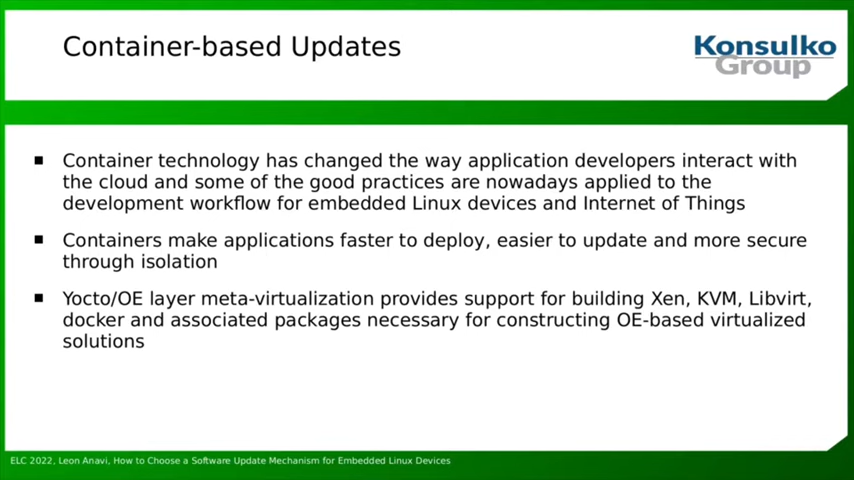 Container-based Updates
Konsulko
Group
Container technology has changed the way application developers interact with
the cloud and some of the good practices are nowadays applied to the
development workflow for embedded Linux devices and Internet of Things
Containers make applications faster to deploy, easier to update and more secure
through isolation
Yocto/OE layer meta-virtualization provides support for building Xen, KVM, Libvirt,
docker and associated packages necessary for constructing OE-based virtualized
solutions
ELC 2022, Leon Anavi, How to Choose a Software Update Mechanism for Embedded Linux Devices